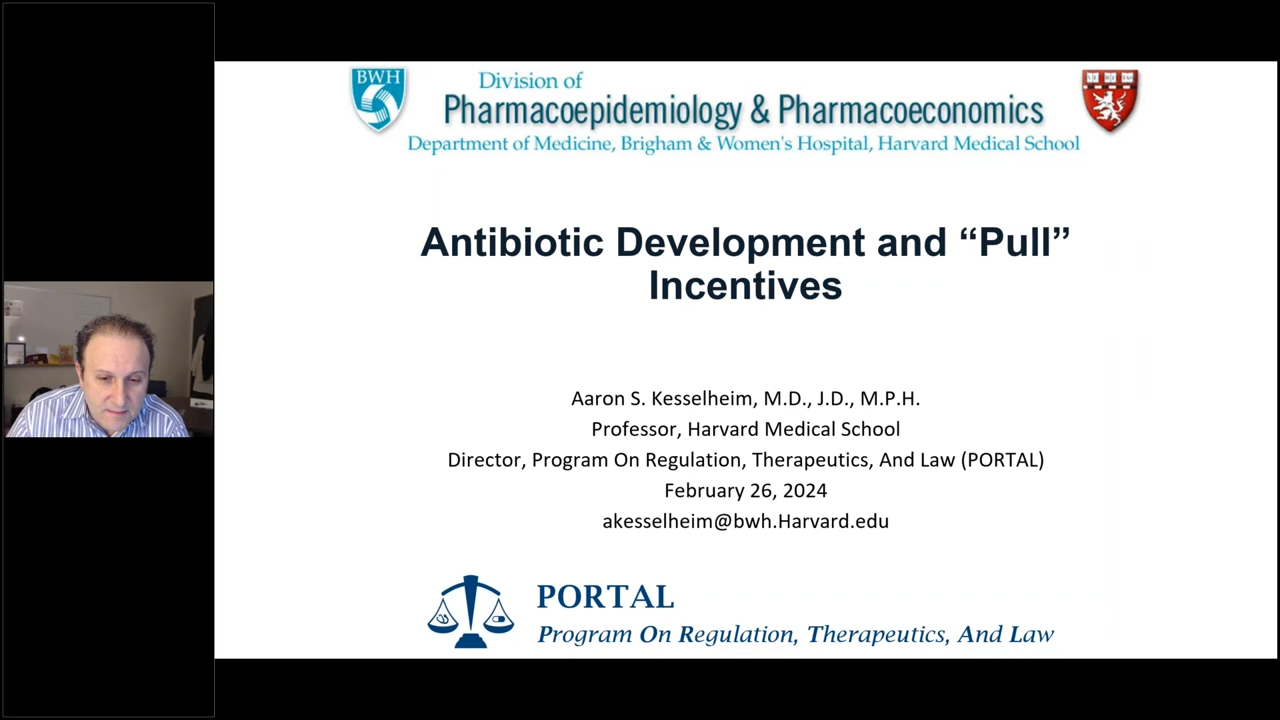 BWH
Division of
Pharmacoepidemiology & Pharmacoeconomics
Department of Medicine, Brigham & Women's Hospital, Harvard Medical School
Antibiotic Development and “Pull”
Incentives
Aaron S. Kesselheim, M.D., J.D., M.P.H.
Professor, Harvard Medical School
Director, Program On Regulation, Therapeutics, And Law (PORTAL)
February 26, 2024
akesselheim@bwh.Harvard.edu
PORTAL
Program On Regulation, Therapeutics, And Law